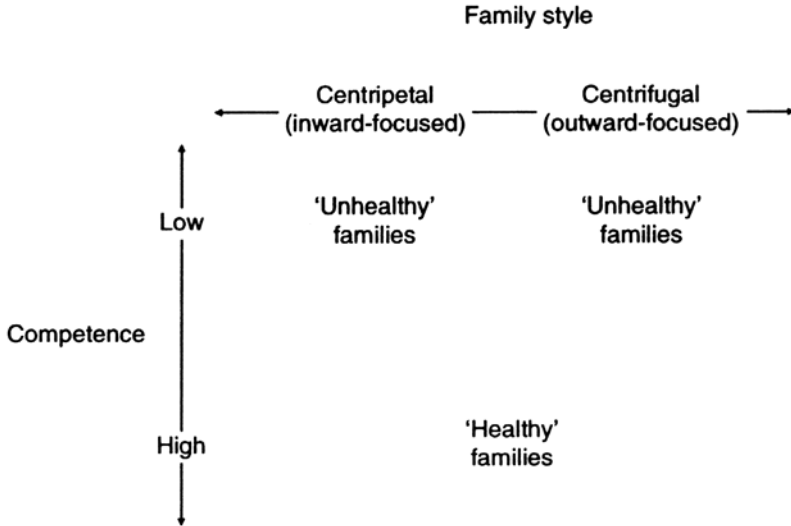 Family style
Centripetal
(inward-focused)
Centrifugal
(outward-focused)
Low
'Unhealthy'
families
'Unhealthy'
families
Competence
High
'Healthy'
families